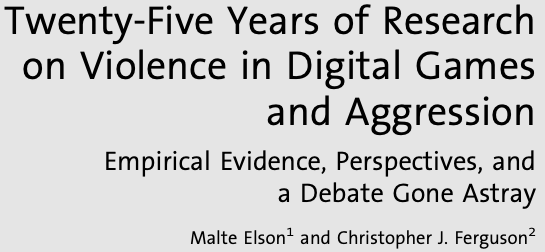 Twenty-Five Years of Research
on Violence in Digital Games
and Aggression
Empirical Evidence, Perspectives, and
a Debate Gone Astray
Malte Elson¹ and Christopher J. Ferguson²